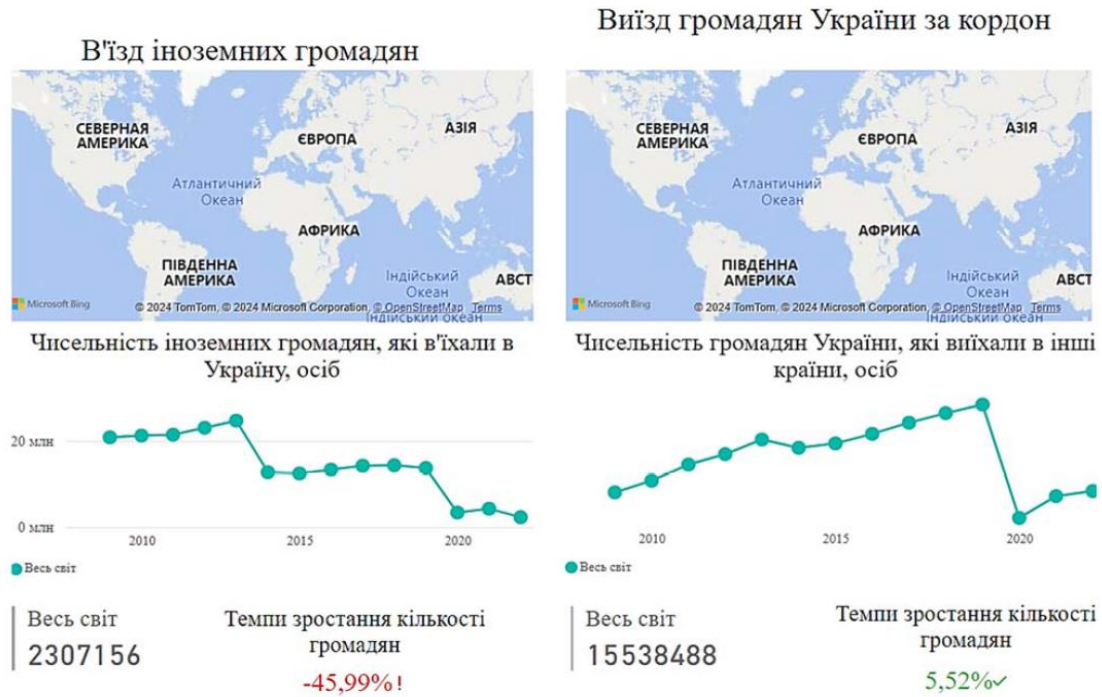 В'їзд іноземних громадян
СЕВЕРНАЯ
АМЕРИКА
ЄВРОПА
АЗІЯ
Атлантичний
Океан
АФРИКА
ПІВДЕННА
АМЕРИКА
Індійський
Океан
АВСТ
Microsoft Bing
© 2024 TomTom, © 2024 Microsoft Corporation, © OpenStreetMap Terms
Індійський океан
Чисельність іноземних громадян, які в'їхали в
Україну, осіб
20 млн
0 млн
2010 2015 2020
Весь світ
Весь світ
2307156
Темпи зростання кількості
громадян
-45,99% !
Виїзд громадян України за кордон
СЕВЕРНАЯ
АМЕРИКА
ЄВРОПА
АЗІЯ
Атлантичний
Океан
АФРИКА
ПІВДЕННА
АМЕРИКА
Індійський
Океан
АВСТ
Microsoft Bing
© 2024 TomTom, © 2024 Microsoft Corporation, © OpenStreetMap Terms
Індійський океан
Чисельність громадян України, які виїхали в інші
країни, осіб
2010 2015 2020
Весь світ
Весь світ
15538488
Темпи зростання кількості
громадян
5,52%✓